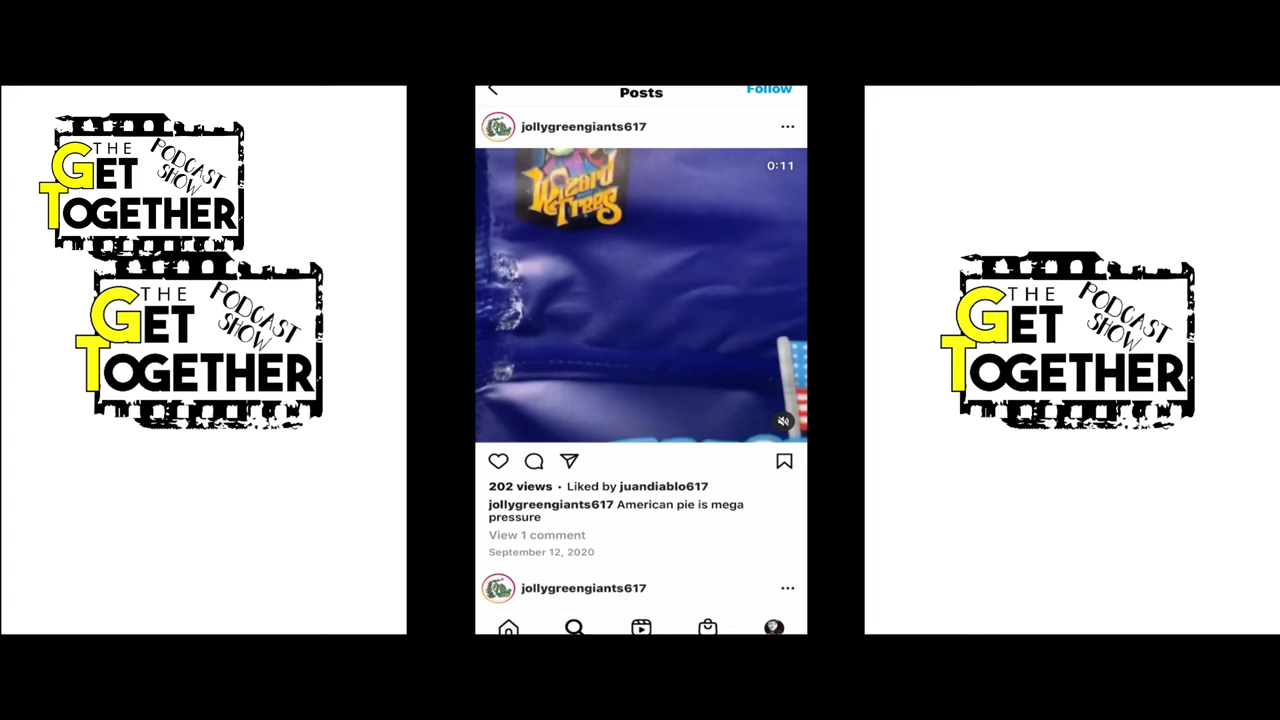 THE
GET
TOGETHER
PODCAST
SHOW
THE
GET
TOGETHER
PODCAST
SHOW
Posts
Follow
jollygreengiants617
0:11
Wizard
Trees
202 views · Liked by juandiablo617
jollygreengiants617 American pie is mega
pressure
View 1 comment
September 12, 2020
jollygreengiants617
THE
GET
TOGETHER
PODCAST
SHOW